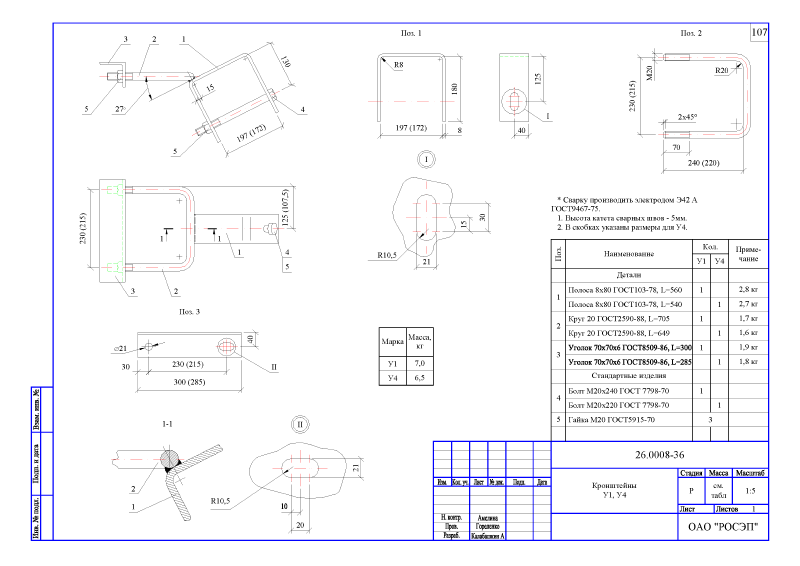 107
Поз. 1
Поз. 2
3
2
1
130
15
27°
5
4
5
197 (172)
R8
180
197 (172)
8
125
I
40
М20
R20
230 (215)
2х45°
70
240 (220)
I
30
15
R10,5
21
230 (215)
125 (107,5)
1
1
1
4
5
3
2
* Сварку производить электродом Э42 А
ГОСТ9467-75.
1. Высота катета сварных швов - 5мм.
2. В скобках указаны размеры для У4.
Поз. Наименование Кол. Приме-
У1 У4 чание
Детали
1 Полоса 8х80 ГОСТ103-78, L=560 1 2,8 кг
Полоса 8х80 ГОСТ103-78, L=540 1 2,7 кг
2 Круг 20 ГОСТ2590-88, L=705 1 1,7 кг
Круг 20 ГОСТ2590-88, L=649 1 1,6 кг
3 Уголок 70х70х6 ГОСТ8509-86, L=300 1 1,9 кг
Уголок 70х70х6 ГОСТ8509-86, L=285 1 1,8 кг
Стандартные изделия
4 Болт М20х240 ГОСТ 7798-70 1
Болт М20х220 ГОСТ 7798-70 1
5 Гайка М20 ГОСТ5915-70 3
Поз. 3
⌀21
40
30
230 (215)
II
300 (285)
Марка Масса,
кг
У1 7,0
У4 6,5
I-1
2
1
II
21
R10,5
10
20
Взам. инв. №
Подп. и дата
Инв. № подл.
26.0008-36
Изм. Кол. уч. Лист № док. Подп. Дата
Кронштейны
У1, У4
Стадия Масса Масштаб
Р см.
табл 1:5
Лист Листов 1
Н. контр. Амелина
Пров. Гореленко
Разраб. Калабашкин А
ОАО "РОСЭП"